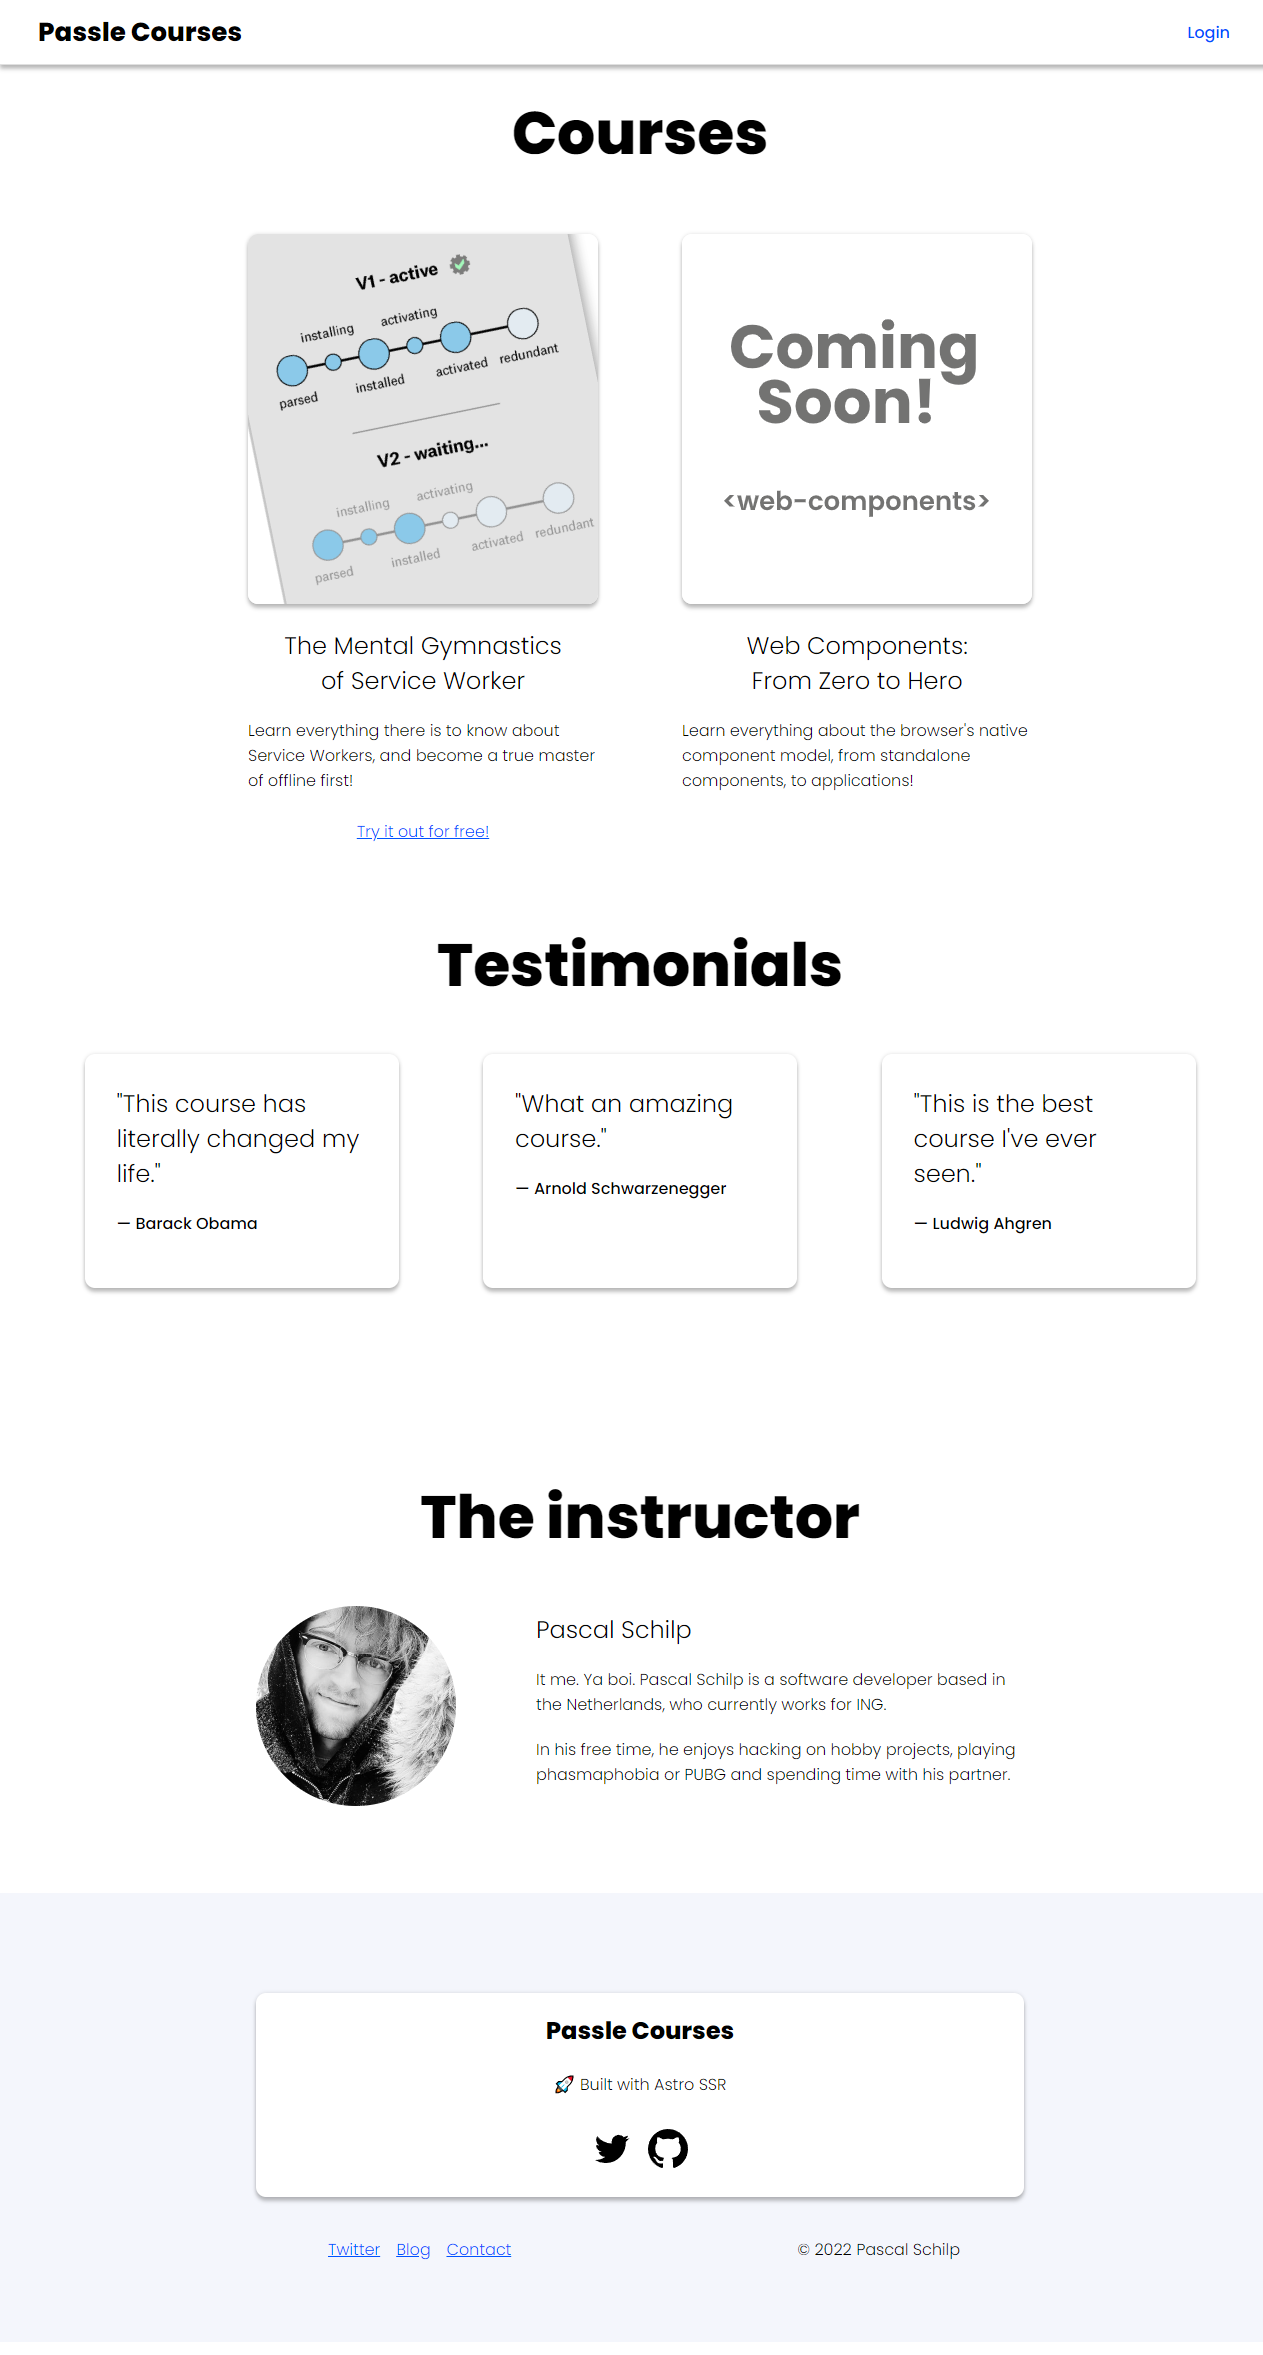 Passle Courses
Login
Courses
V1 - active
installing
activating
parsed
installed
activated
redundant
V2 - waiting...
installing
activating
parsed
installed
activated
redundant
Coming
Soon!
<web-components>
The Mental Gymnastics
of Service Worker
Learn everything there is to know about
Service Workers, and become a true master
of offline first!
Try it out for free!
Web Components:
From Zero to Hero
Learn everything about the browser's native
component model, from standalone
components, to applications!
Testimonials
"This course has
literally changed my
life."
— Barack Obama
"What an amazing
course."
— Arnold Schwarzenegger
"This is the best
course I've ever
seen."
— Ludwig Ahgren
The instructor
Pascal Schilp
It me. Ya boi. Pascal Schilp is a software developer based in
the Netherlands, who currently works for ING.
In his free time, he enjoys hacking on hobby projects, playing
phasmaphobia or PUBG and spending time with his partner.
Passle Courses
🚀 Built with Astro SSR
Twitter Blog Contact
© 2022 Pascal Schilp